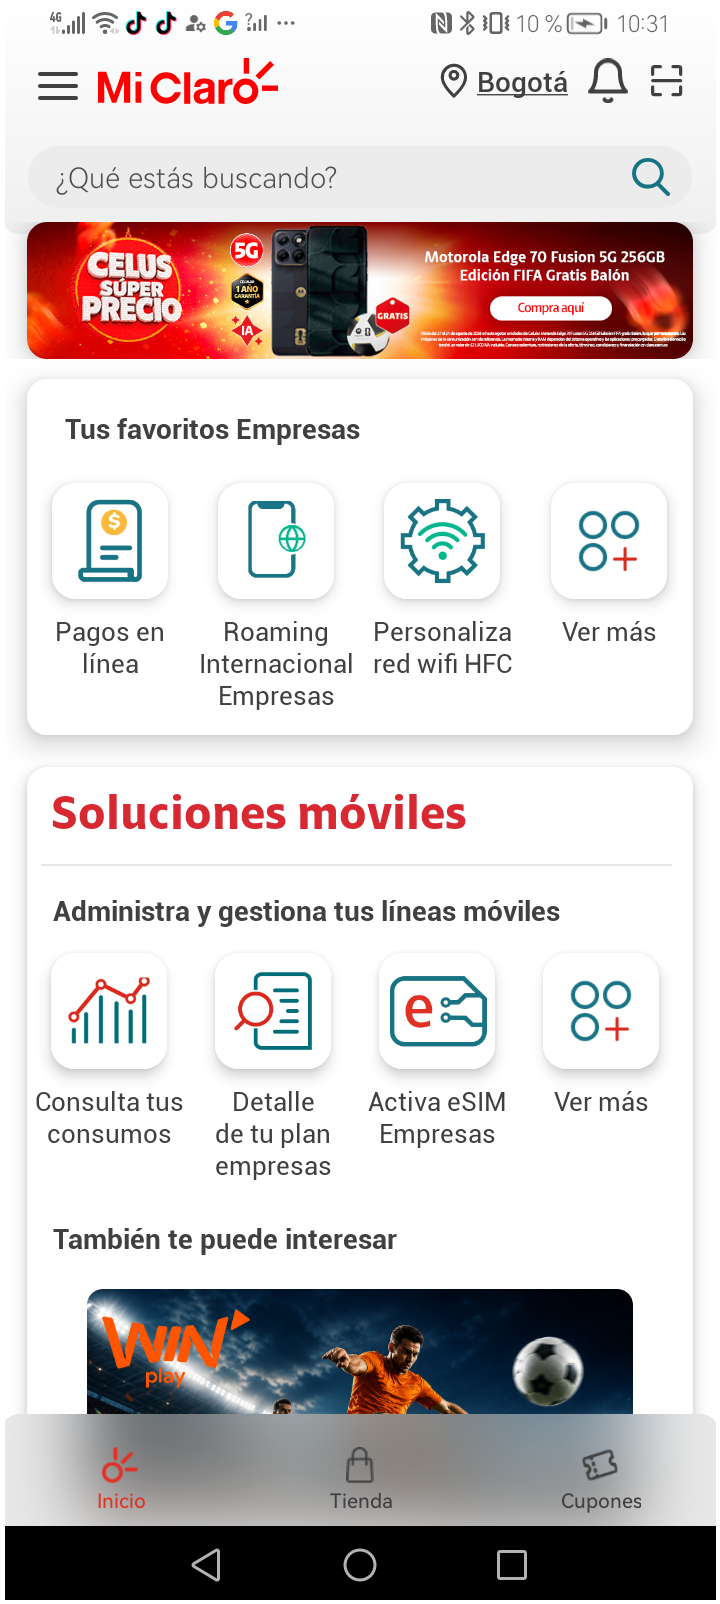 4G
?
10 %
10:31
Mi Claro
Bogotá
¿Qué estás buscando?
CELUS
SÚPER
PRECIO
5G
CELULARES
1 AÑO
GARANTÍA
IA
GRATIS
Motorola Edge 70 Fusion 5G 256GB
Edición FIFA Gratis Balón
Compra aquí
Tus favoritos Empresas
Pagos en
línea
Roaming
Internacional
Empresas
Personaliza
red wifi HFC
Ver más
Soluciones móviles
Administra y gestiona tus líneas móviles
Consulta tus
consumos
Detalle
de tu plan
empresas
Activa eSIM
Empresas
Ver más
También te puede interesar
WIN
play
Inicio
Tienda
Cupones